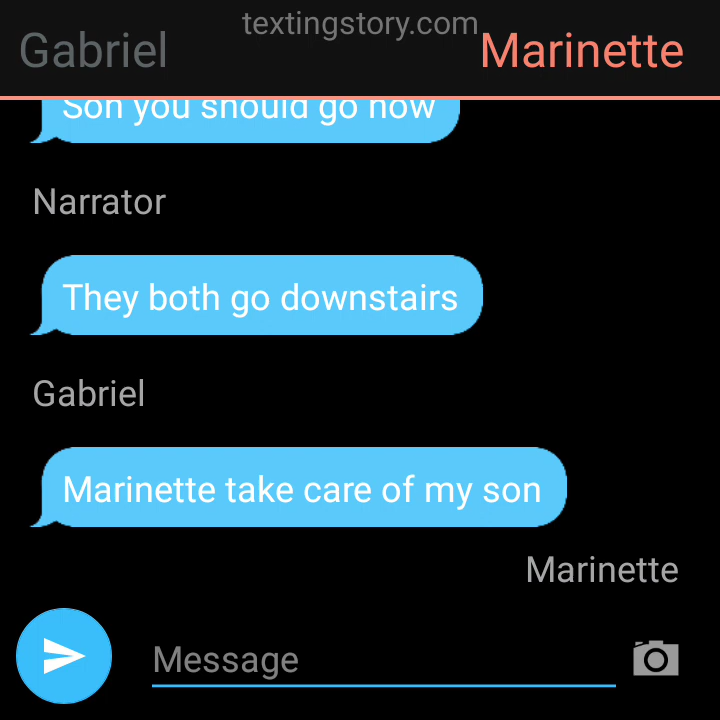 textingstory.com
Gabriel
Marinette
Son you should go now
Narrator
They both go downstairs
Gabriel
Marinette take care of my son
Marinette
Message